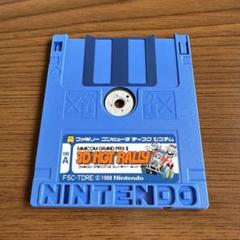 ファミリー コンピュータ ディスク システム
SIDE A
FAMICOM GRAND PRIX II
3D HOT RALLY
FSC-TDRE © 1988 Nintendo
NINTENDO